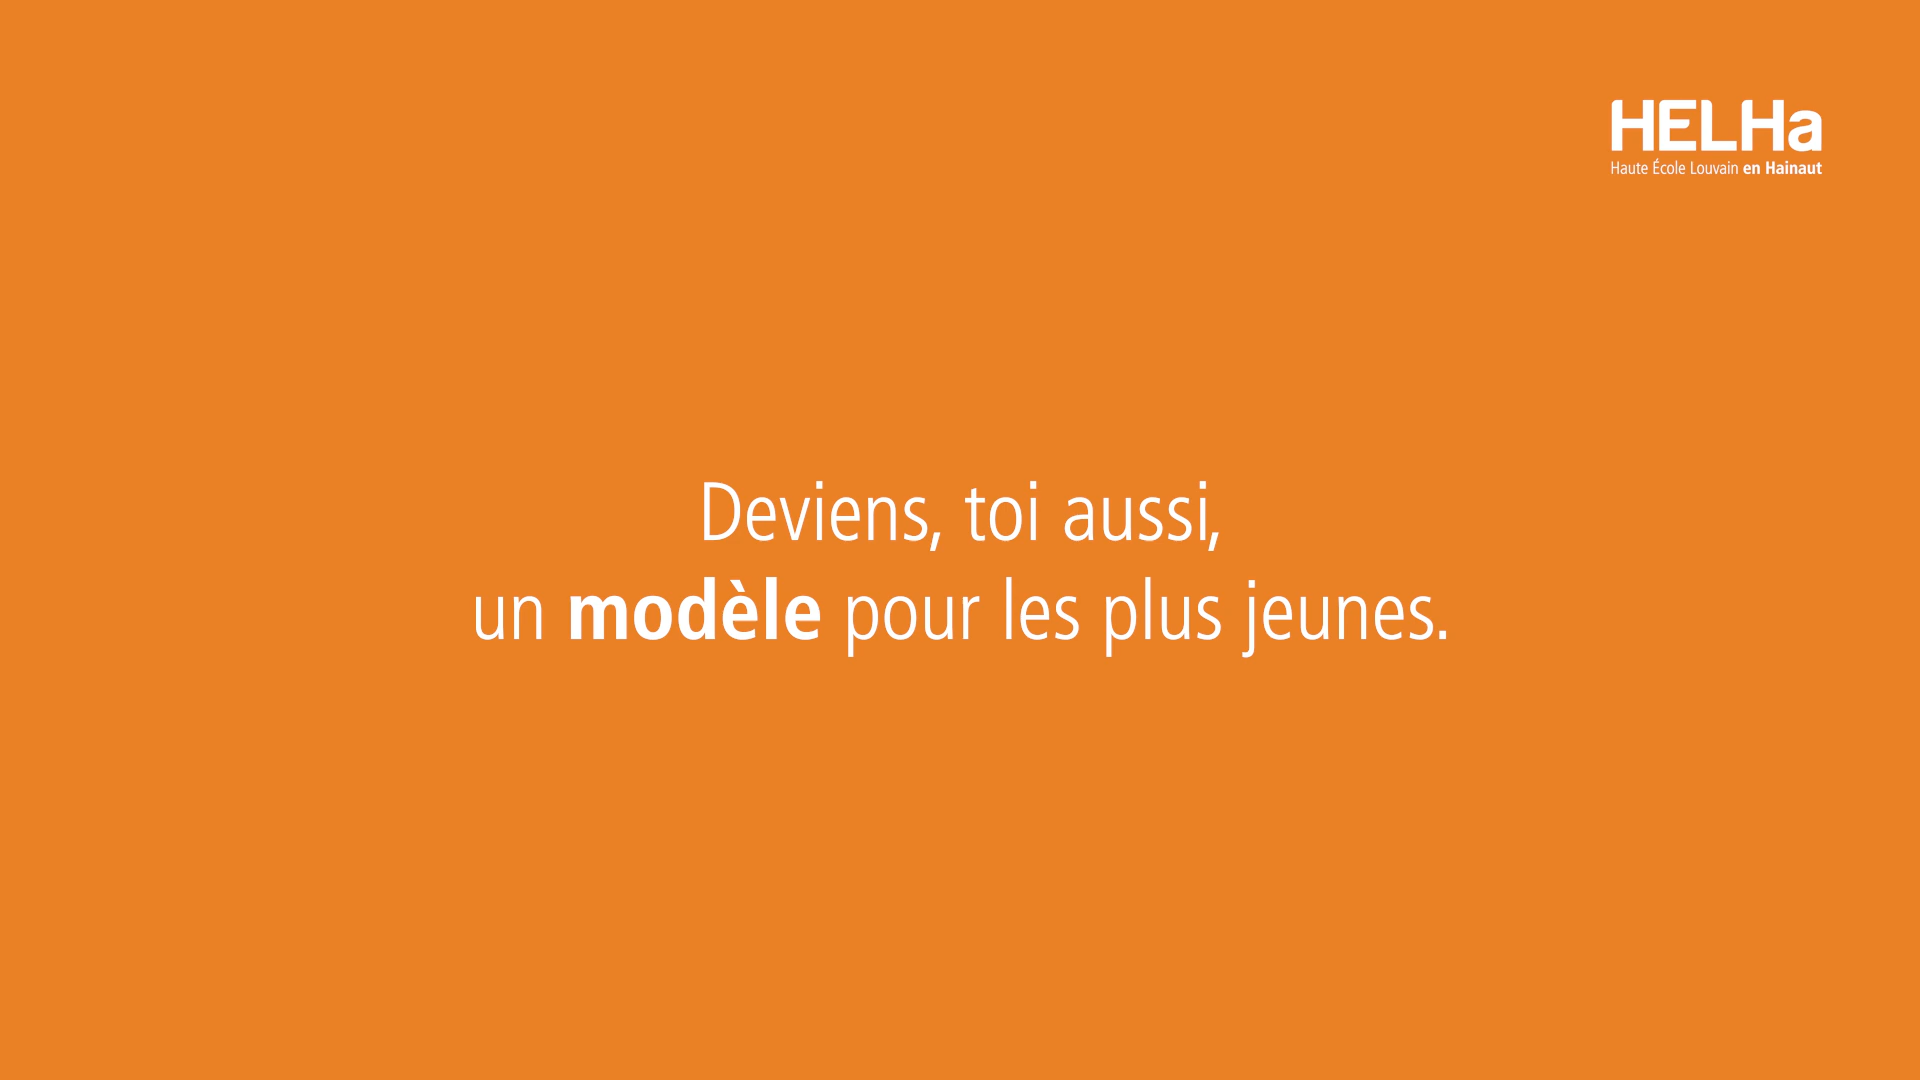 HELHa
Haute École Louvain en Hainaut
Deviens, toi aussi,
un modèle pour les plus jeunes.